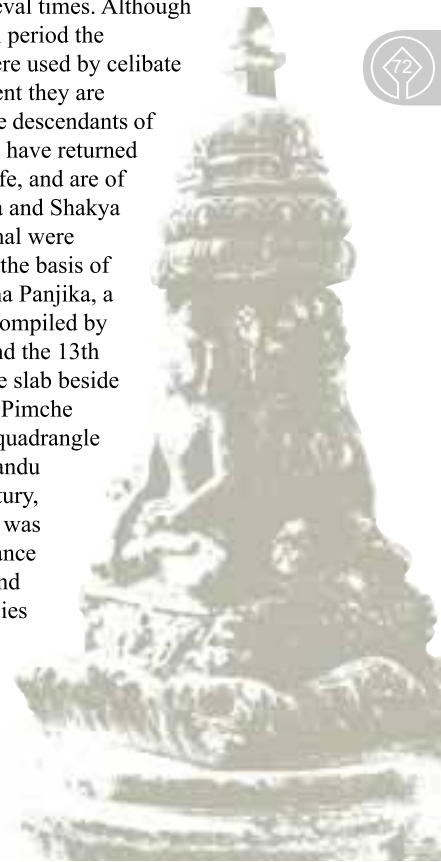 eval times. Although
period the
ere used by celibate
ent they are
e descendants of
have returned
fe, and are of
a and Shakya
nal were
the basis of
na Panjika, a
ompiled by
nd the 13th
e slab beside
Pimche
quadrangle
andu
tury,
was
ance
nd
ies
72